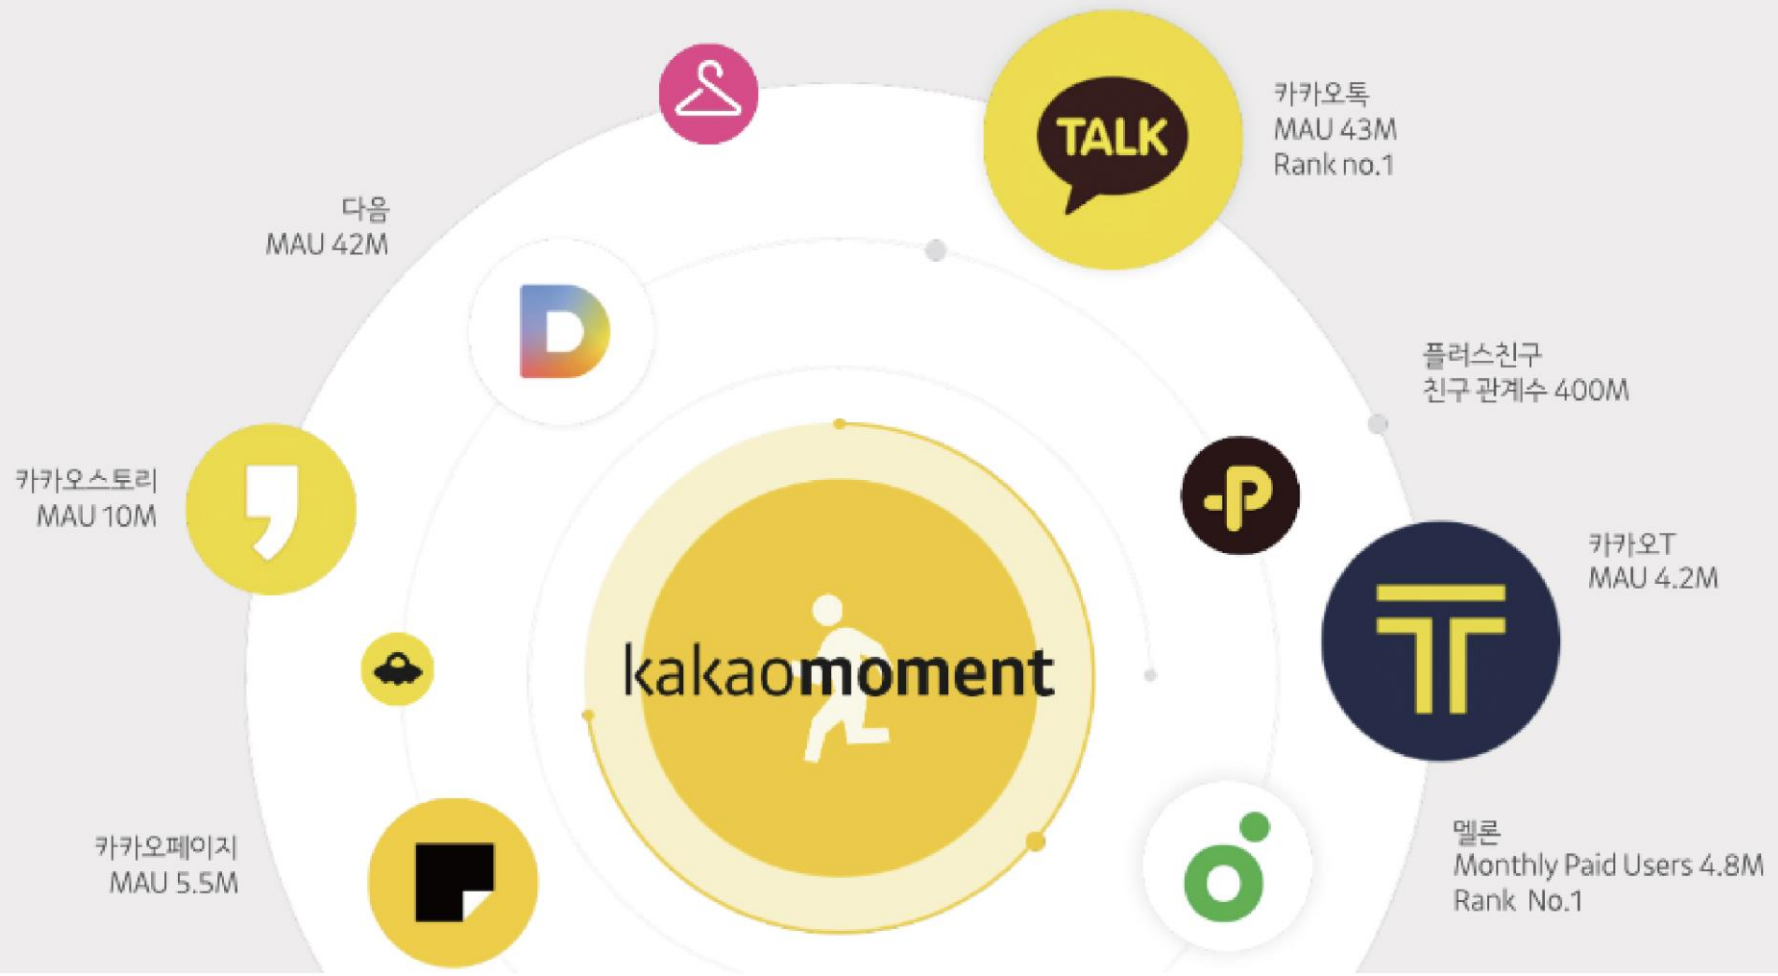 TALK
카카오톡
MAU 43M
Rank no.1
다음
MAU 42M
D
플러스친구
친구 관계수 400M
P
카카오스토리
MAU 10M
카카오T
MAU 4.2M
T
kakaomoment
카카오페이지
MAU 5.5M
멜론
Monthly Paid Users 4.8M
Rank No.1